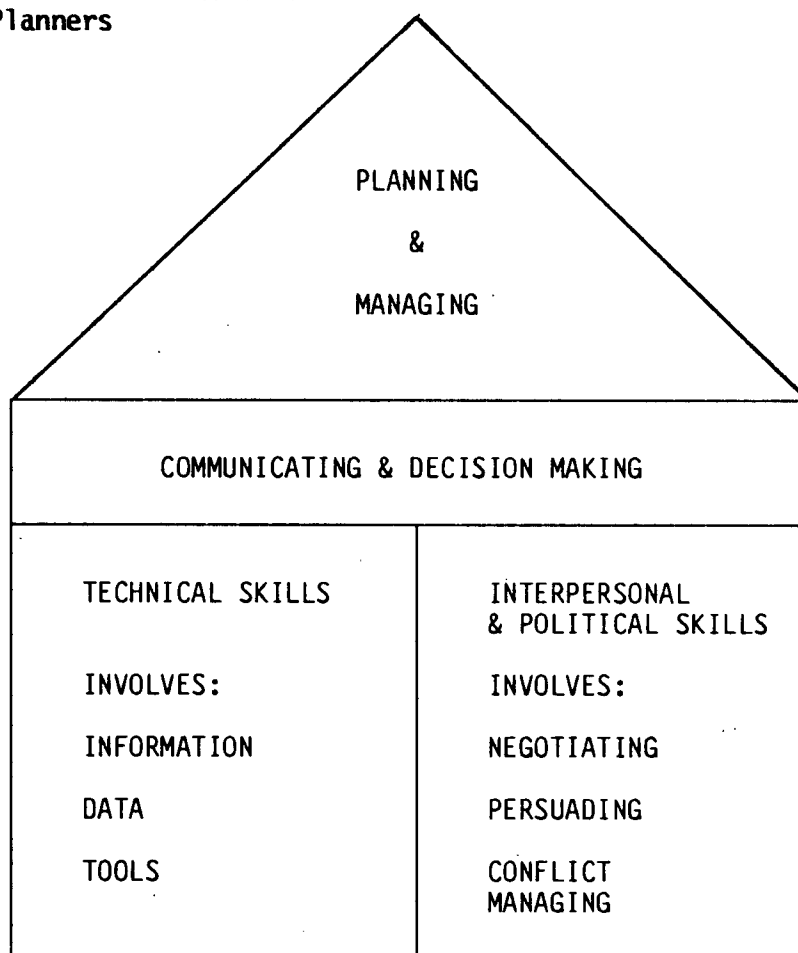 Planners
PLANNING
&
MANAGING
COMMUNICATING & DECISION MAKING
TECHNICAL SKILLS
INVOLVES:
INFORMATION
DATA
TOOLS
INTERPERSONAL
& POLITICAL SKILLS
INVOLVES:
NEGOTIATING
PERSUADING
CONFLICT
MANAGING